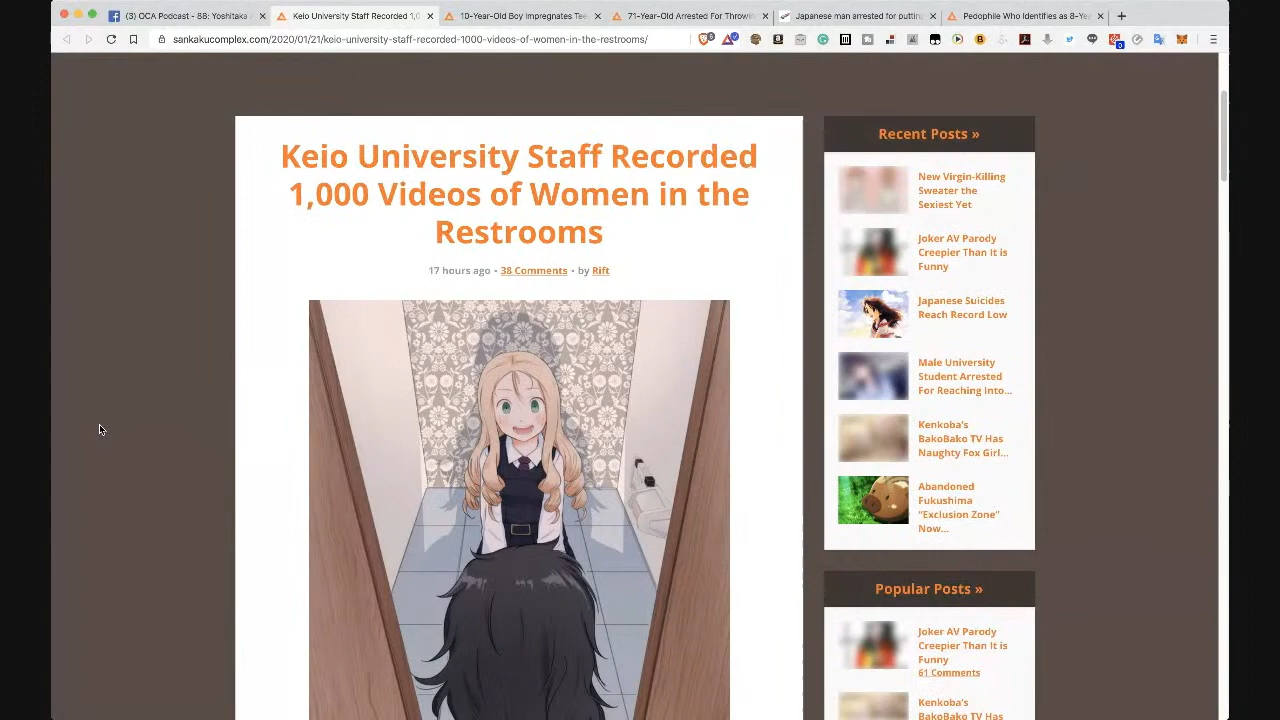 (3) OCA Podcast - 88: Yoshitaka
Keio University Staff Recorded 1,0
10-Year-Old Boy Impregnates Tee
71-Year-Old Arrested For Throwin
Japanese man arrested for puttin
Pedophile Who Identifies as 8-Ye
sankakucomplex.com/2020/01/21/keio-university-staff-recorded-1000-videos-of-women-in-the-restrooms/
Keio University Staff Recorded
1,000 Videos of Women in the
Restrooms
17 hours ago • 38 Comments • by Rift
Recent Posts »
New Virgin-Killing
Sweater the
Sexiest Yet
Joker AV Parody
Creepier Than It is
Funny
Japanese Suicides
Reach Record Low
Male University
Student Arrested
For Reaching Into...
Kenkoba's
BakoBako TV Has
Naughty Fox Girl...
Abandoned
Fukushima
"Exclusion Zone"
Now...
Popular Posts »
Joker AV Parody
Creepier Than It is
Funny
61 Comments
Kenkoba's
BakoBako TV Has